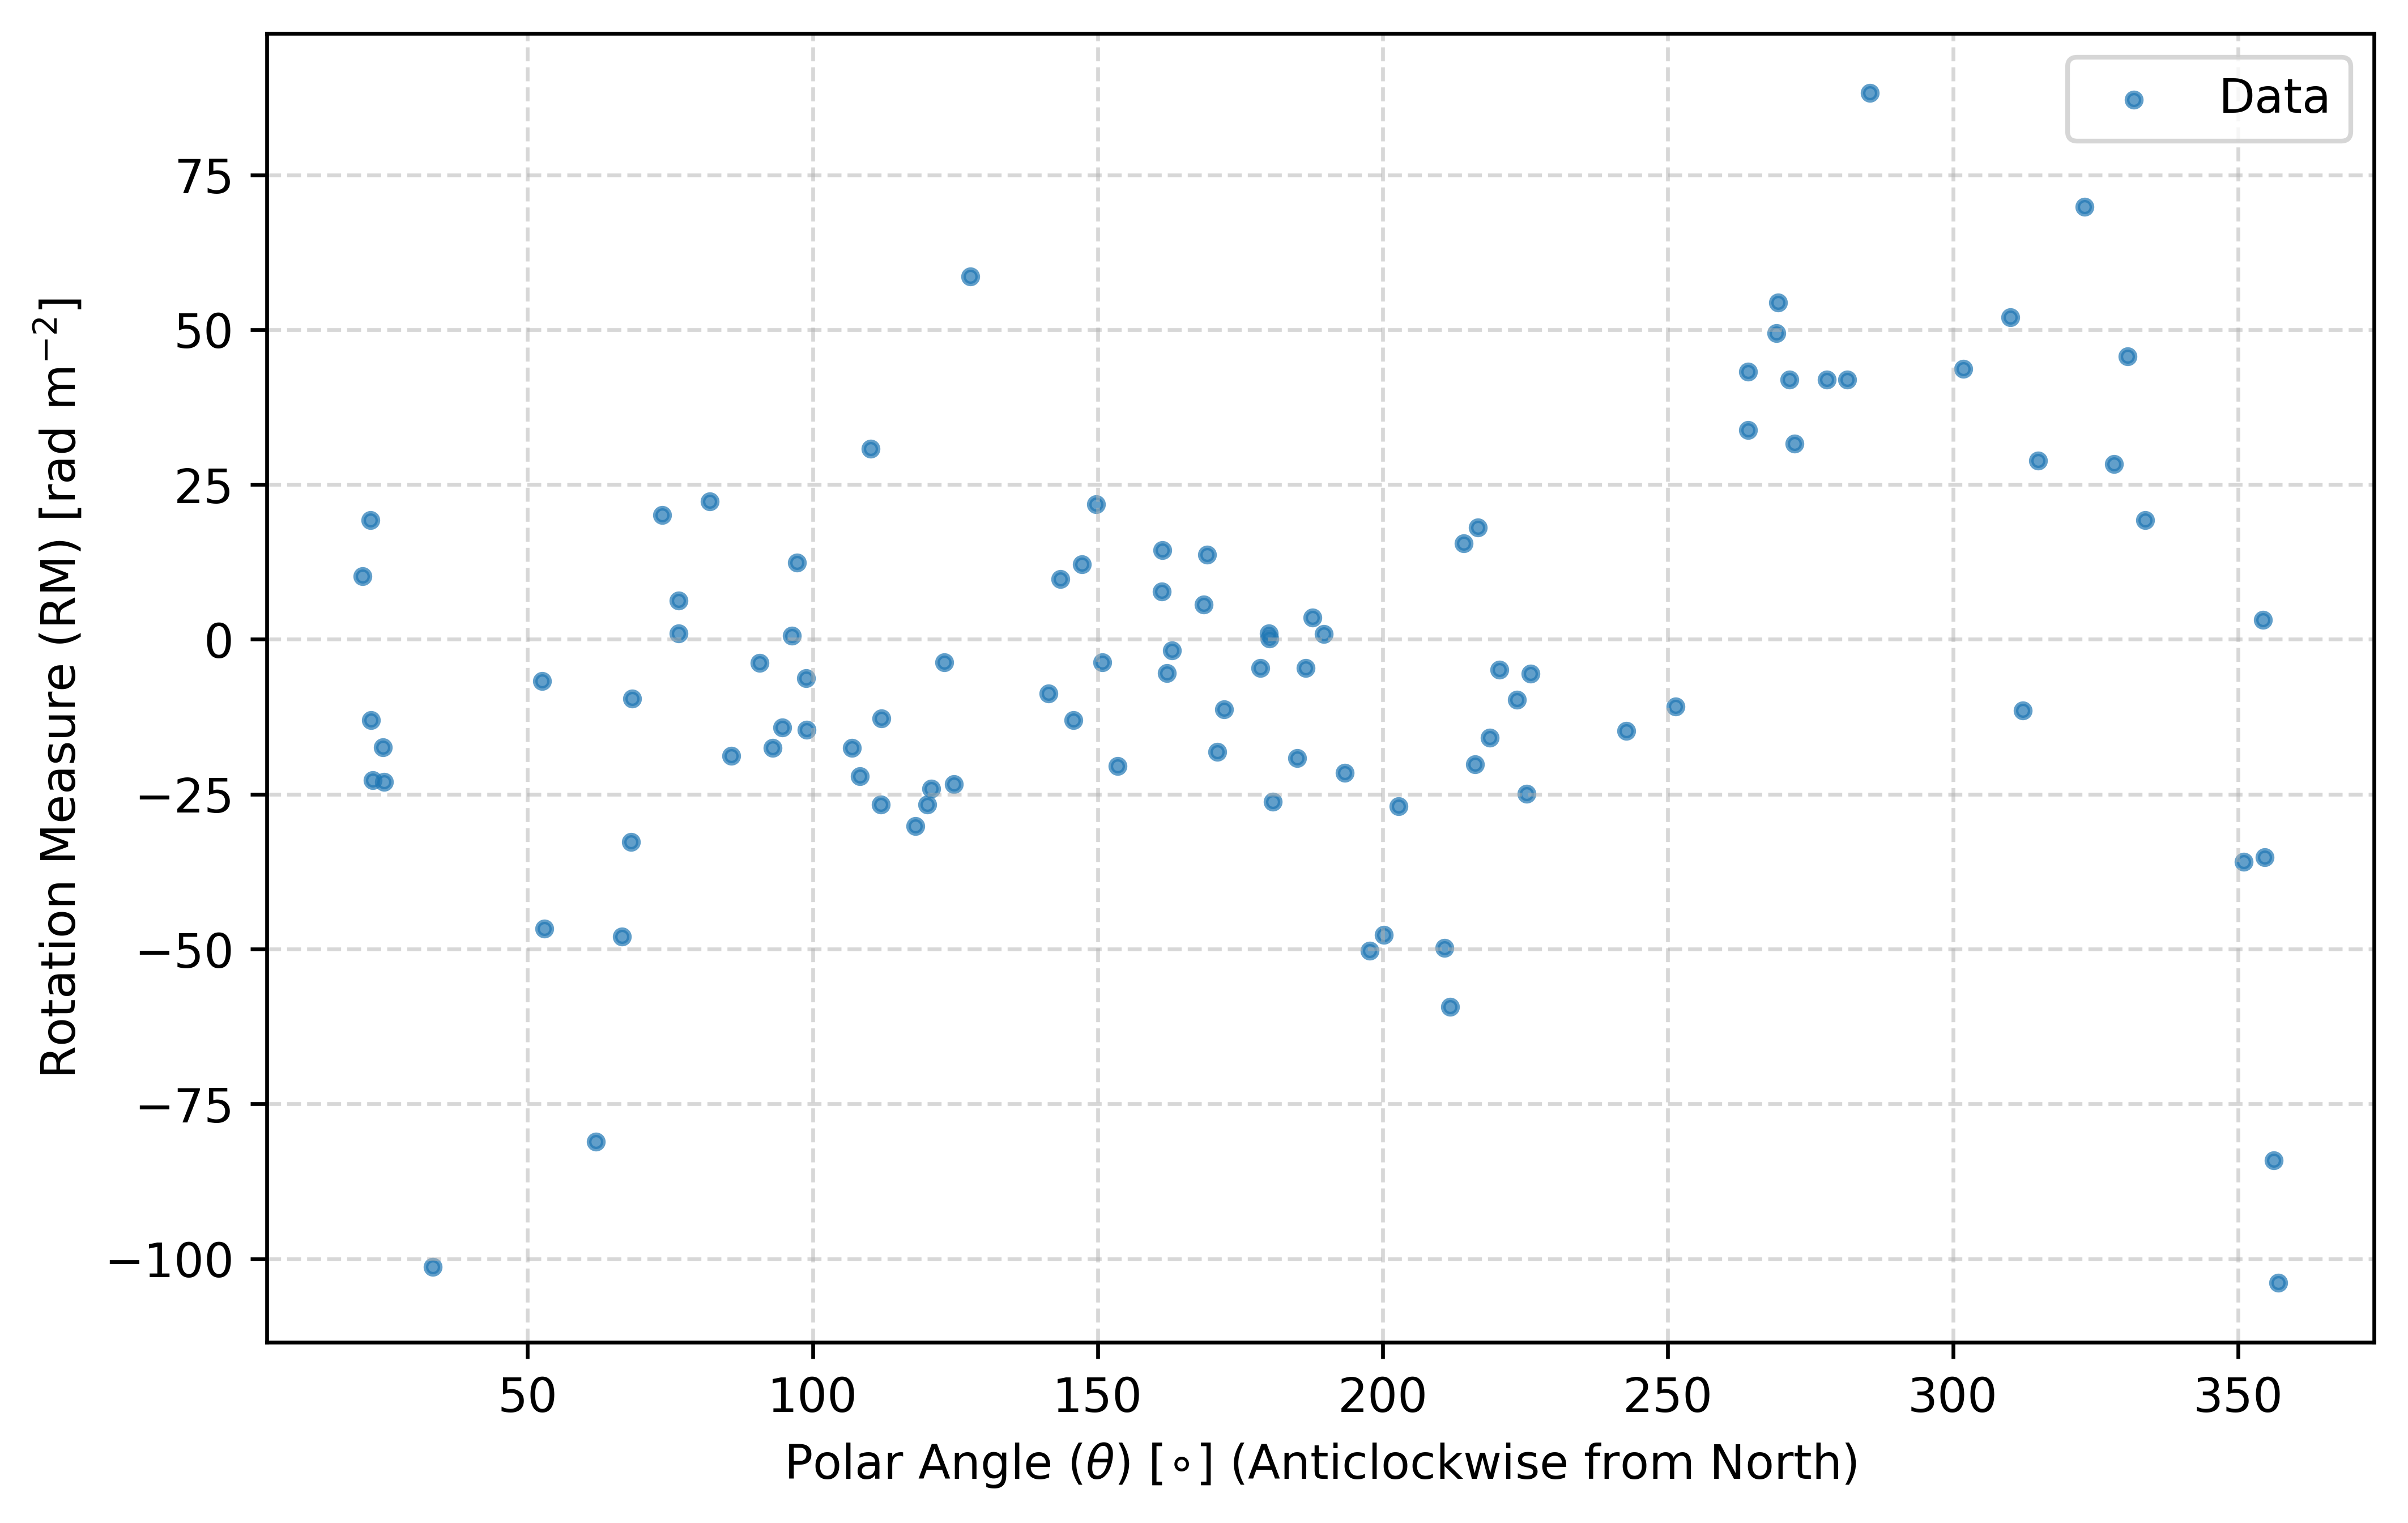 Data
75
50
25
0
−25
−50
−75
−100
Rotation Measure (RM) [rad m⁻²]
50 100 150 200 250 300 350
Polar Angle (θ) [∘] (Anticlockwise from North)